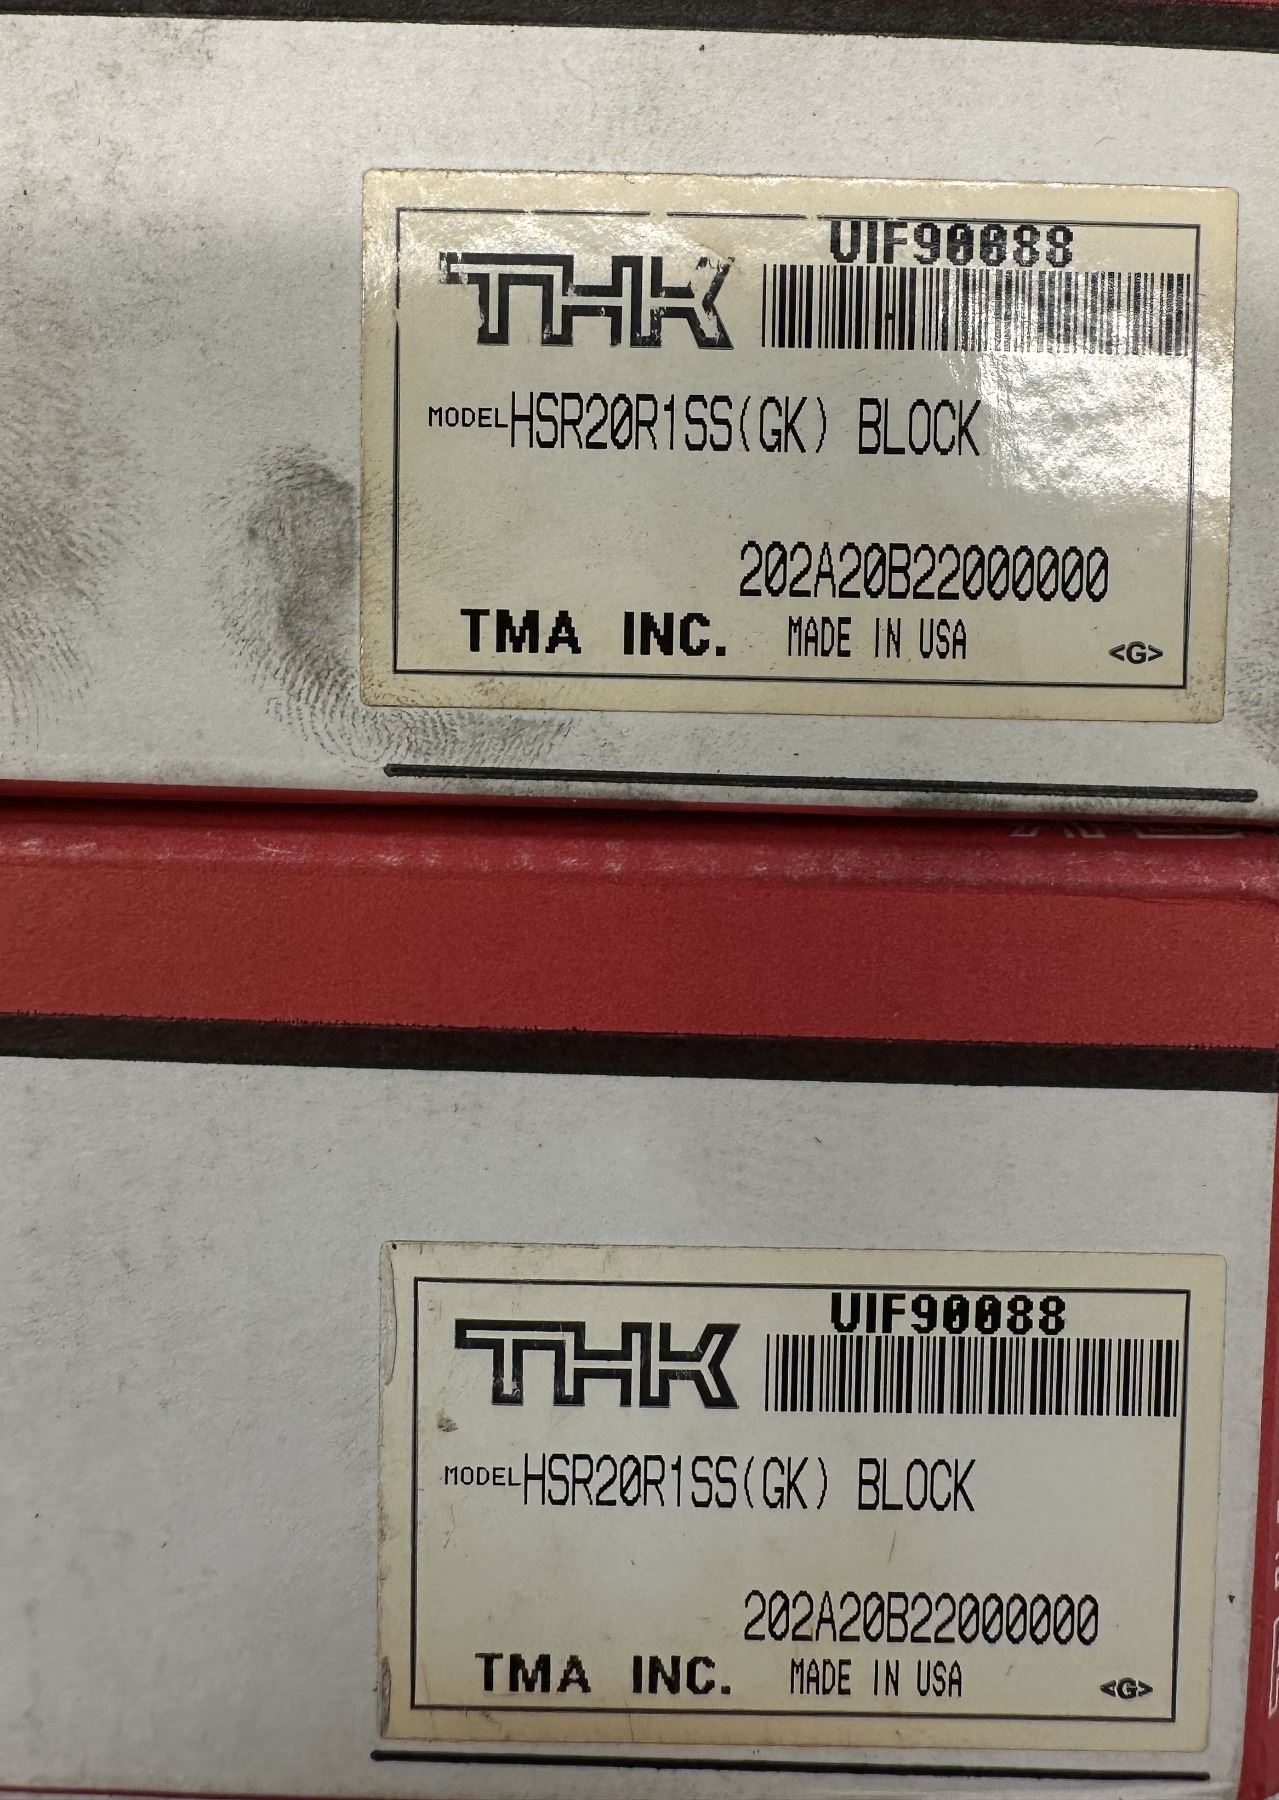 UIF90088
THK
MODEL HSR20R1SS(GK) BLOCK
202A20B22000000
TMA INC. MADE IN USA <G>
UIF90088
THK
MODEL HSR20R1SS(GK) BLOCK
202A20B22000000
TMA INC. MADE IN USA <G>